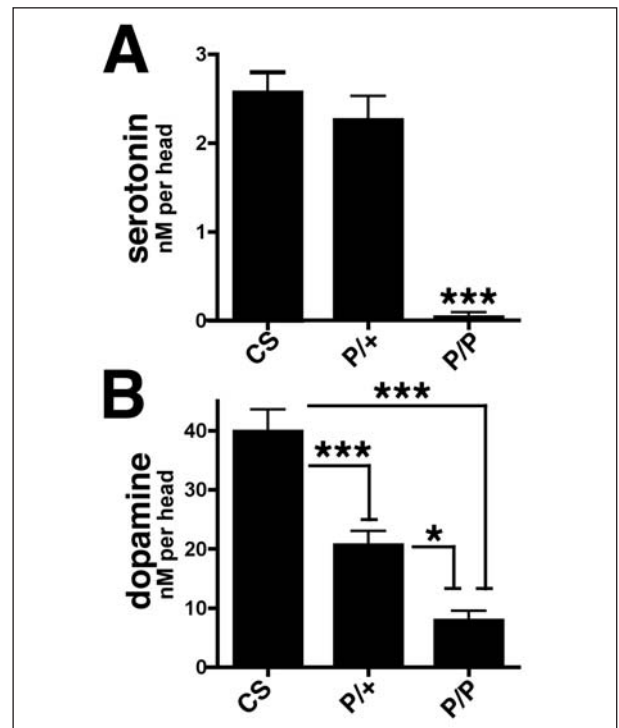 A
serotonin
nM per head
3
2
1
0
***
CS
P/+
P/P
B
dopamine
nM per head
40
30
20
10
0
***
***
*
CS
P/+
P/P